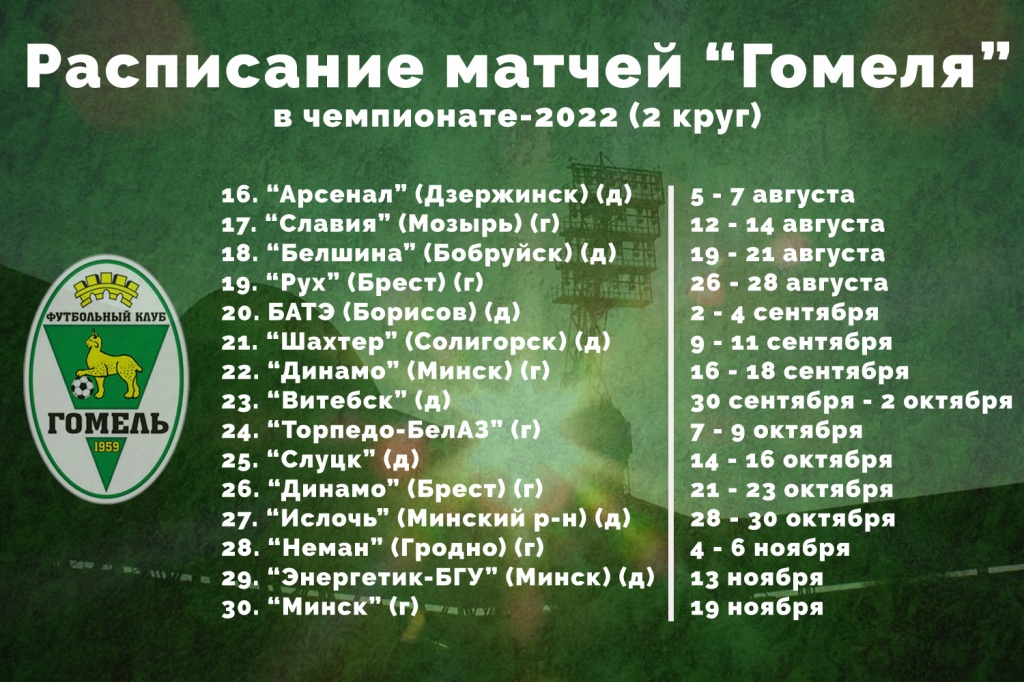 Расписание матчей “Гомеля”
в чемпионате-2022 (2 круг)
16. “Арсенал” (Дзержинск) (д) 5 - 7 августа
17. “Славия” (Мозырь) (г) 12 - 14 августа
18. “Белшина” (Бобруйск) (д) 19 - 21 августа
19. “Рух” (Брест) (г) 26 - 28 августа
20. БАТЭ (Борисов) (д) 2 - 4 сентября
21. “Шахтер” (Солигорск) (д) 9 - 11 сентября
22. “Динамо” (Минск) (г) 16 - 18 сентября
23. “Витебск” (д) 30 сентября - 2 октября
24. “Торпедо-БелАЗ” (г) 7 - 9 октября
25. “Слуцк” (д) 14 - 16 октября
26. “Динамо” (Брест) (г) 21 - 23 октября
27. “Ислочь” (Минский р-н) (д) 28 - 30 октября
28. “Неман” (Гродно) (г) 4 - 6 ноября
29. “Энергетик-БГУ” (Минск) (д) 13 ноября
30. “Минск” (г) 19 ноября
ФУТБОЛЬНЫЙ КЛУБ
ГОМЕЛЬ
1959